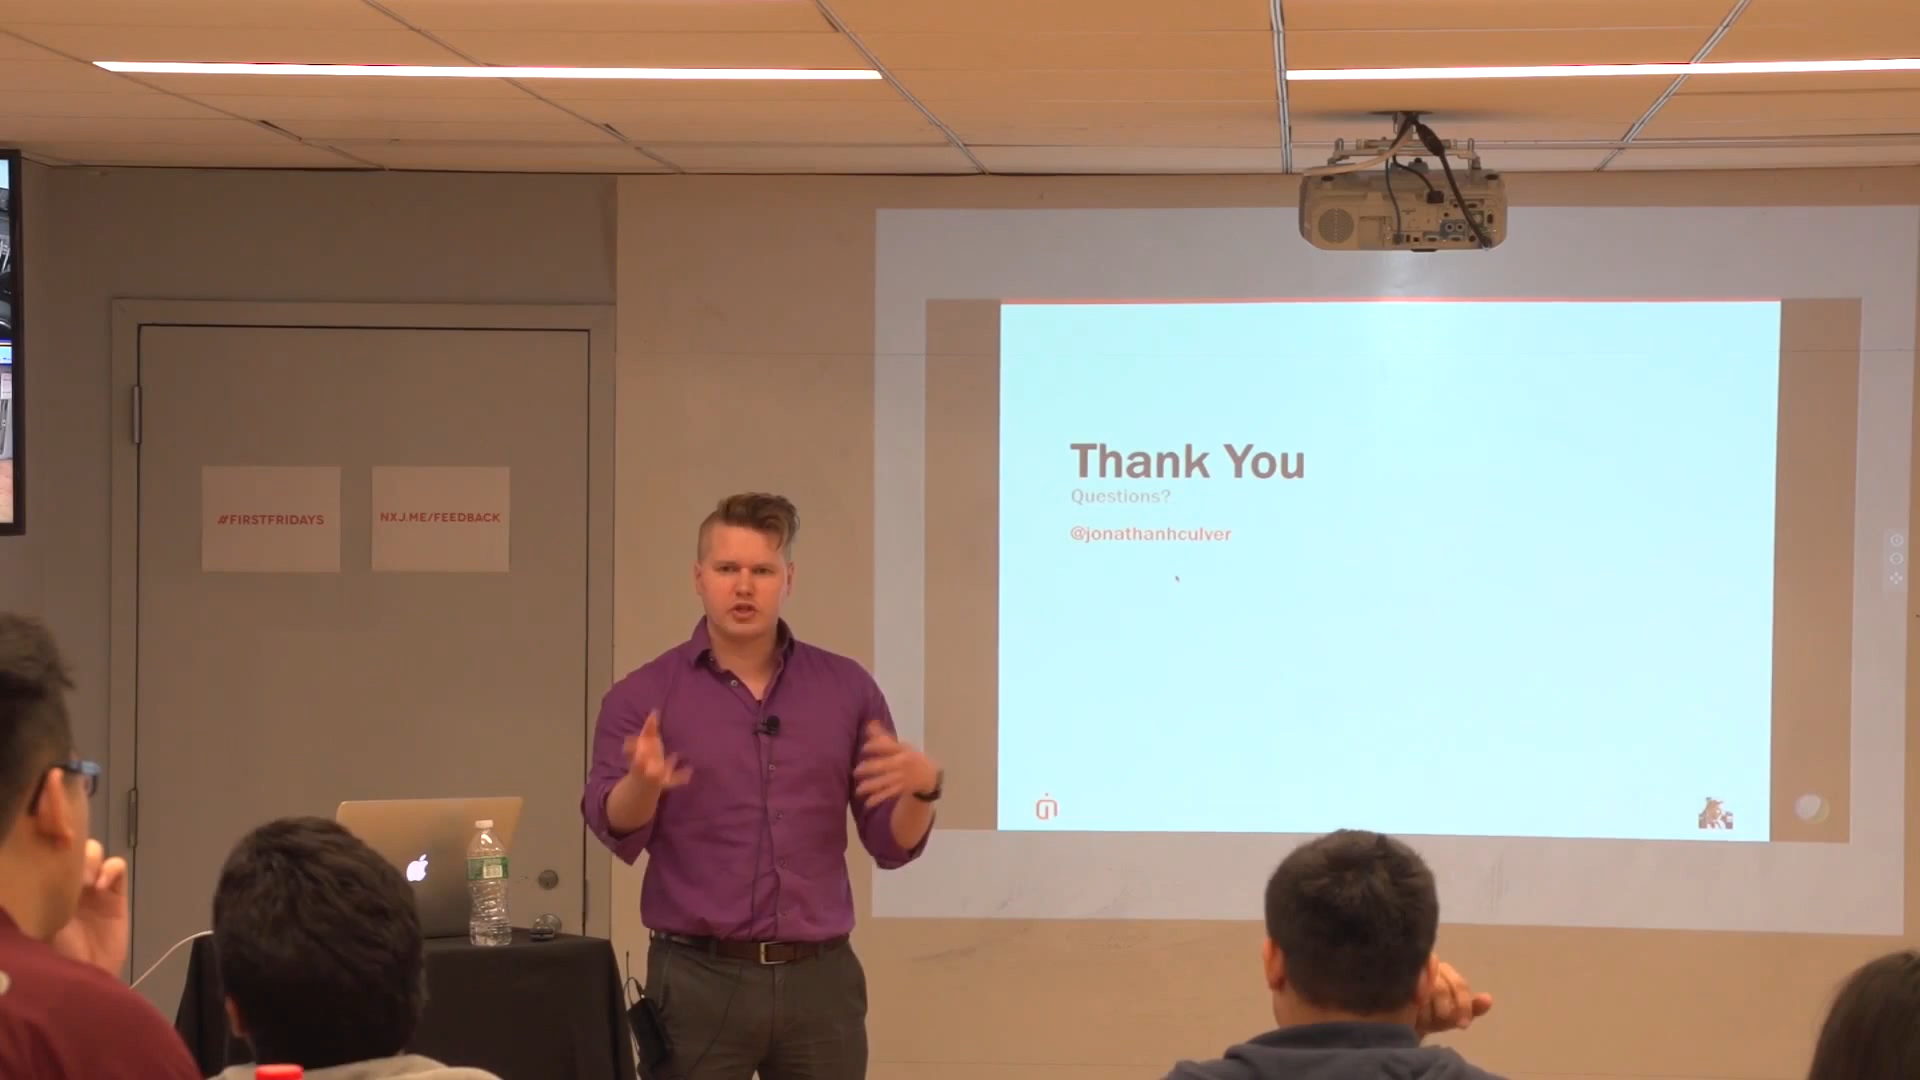 #FIRSTFRIDAYS
NXJ.ME/FEEDBACK
Thank You
Questions?
@jonathanhculver